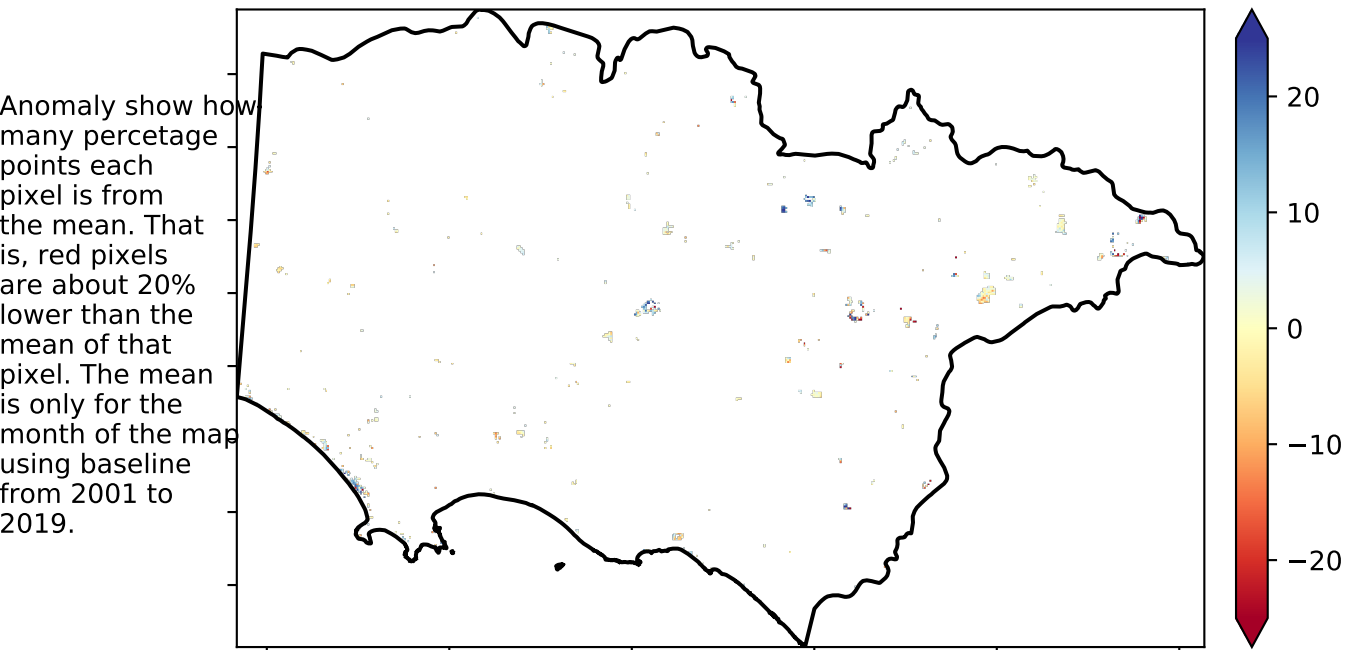 Anomaly show how
many percetage
points each
pixel is from
the mean. That
is, red pixels
are about 20%
lower than the
mean of that
pixel. The mean
is only for the
month of the map
using baseline
from 2001 to
2019.
20
10
0
−10
−20